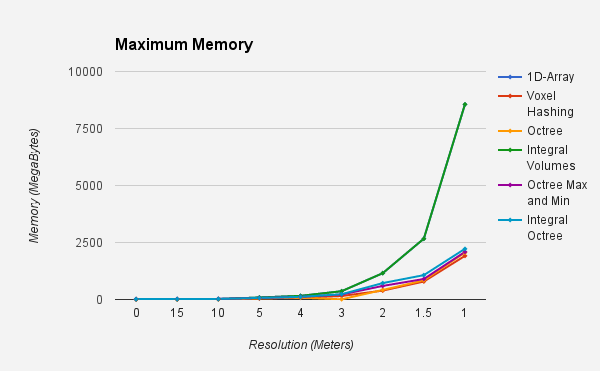 Maximum Memory
10000
7500
5000
2500
0
Memory (MegaBytes)
0
15
10
5
4
3
2
1.5
1
Resolution (Meters)
1D-Array
Voxel
Hashing
Octree
Integral
Volumes
Octree Max
and Min
Integral
Octree